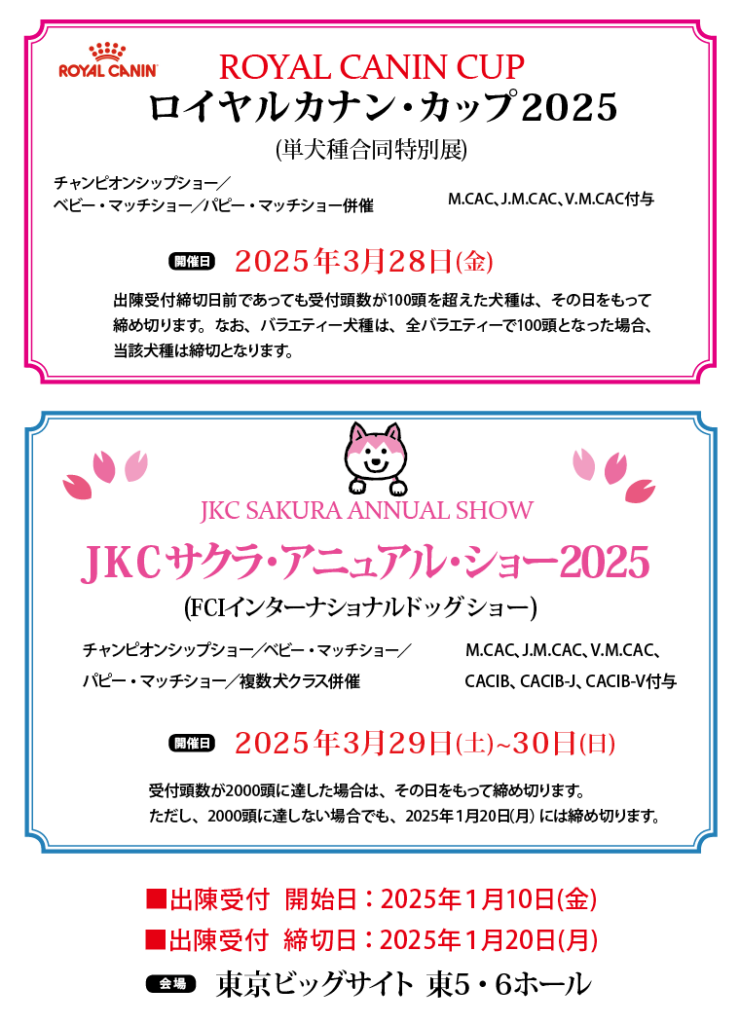 ROYAL CANIN
ROYAL CANIN CUP
ロイヤルカナン・カップ2025
(単犬種合同特別展)
チャンピオンシップショー／
ベビー・マッチショー／パピー・マッチショー併催
M.CAC、J.M.CAC、V.M.CAC付与
開催日 2025年3月28日(金)
出陳受付締切日前であっても受付頭数が100頭を超えた犬種は、その日をもって
締め切ります。なお、バラエティー犬種は、全バラエティーで100頭となった場合、
当該犬種は締切となります。
JKC SAKURA ANNUAL SHOW
JKCサクラ・アニュアル・ショー2025
(FCIインターナショナルドッグショー)
チャンピオンシップショー／ベビー・マッチショー／
パピー・マッチショー／複数犬クラス併催
M.CAC、J.M.CAC、V.M.CAC、
CACIB、CACIB-J、CACIB-V付与
開催日 2025年3月29日(土)~30日(日)
受付頭数が2000頭に達した場合は、その日をもって締め切ります。
ただし、2000頭に達しない場合でも、2025年1月20日(月)には締め切ります。
■出陳受付 開始日：2025年1月10日(金)
■出陳受付 締切日：2025年1月20日(月)
会場 東京ビッグサイト 東5・6ホール